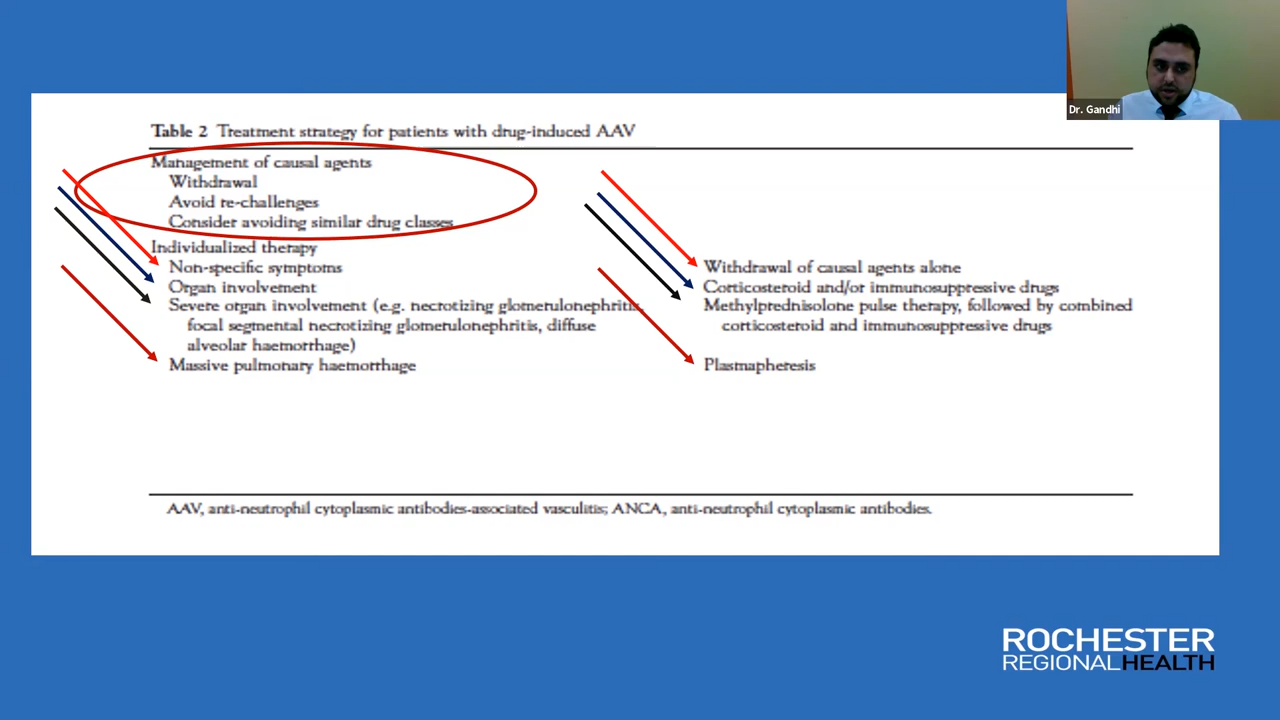 Dr. Gandhi
Table 2 Treatment strategy for patients with drug-induced AAV
Management of causal agents
Withdrawal
Avoid re-challenges
Consider avoiding similar drug classes
Individualized therapy
Non-specific symptoms
Withdrawal of causal agents alone
Organ involvement
Corticosteroid and/or immunosuppressive drugs
Severe organ involvement (e.g. necrotizing glomerulonephritis,
focal segmental necrotizing glomerulonephritis, diffuse
alveolar haemorrhage)
Methylprednisolone pulse therapy, followed by combined
corticosteroid and immunosuppressive drugs
Massive pulmonary haemorrhage
Plasmapheresis
AAV, anti-neutrophil cytoplasmic antibodies-associated vasculitis; ANCA, anti-neutrophil cytoplasmic antibodies.
ROCHESTER
REGIONALHEALTH